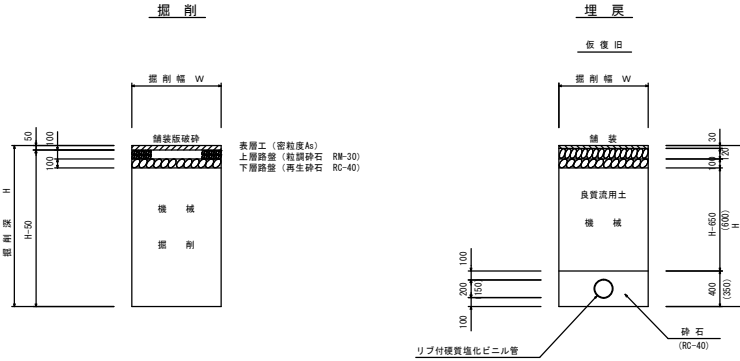 掘 削
掘 削 幅 W
舗装版破砕
50
100
100
表層工 (密粒度As)
上層路盤 (粒調砕石 RM-30)
下層路盤 (再生砕石 RC-40)
掘 削 深 H
H-50
機 械
掘 削
埋 戻
仮 復 旧
掘 削 幅 W
舗 装
30
120
100
良質流用土
機 械
H-650
(600)
H
100
200
(150)
100
400
(350)
砕 石
(RC-40)
リブ付硬質塩化ビニル管